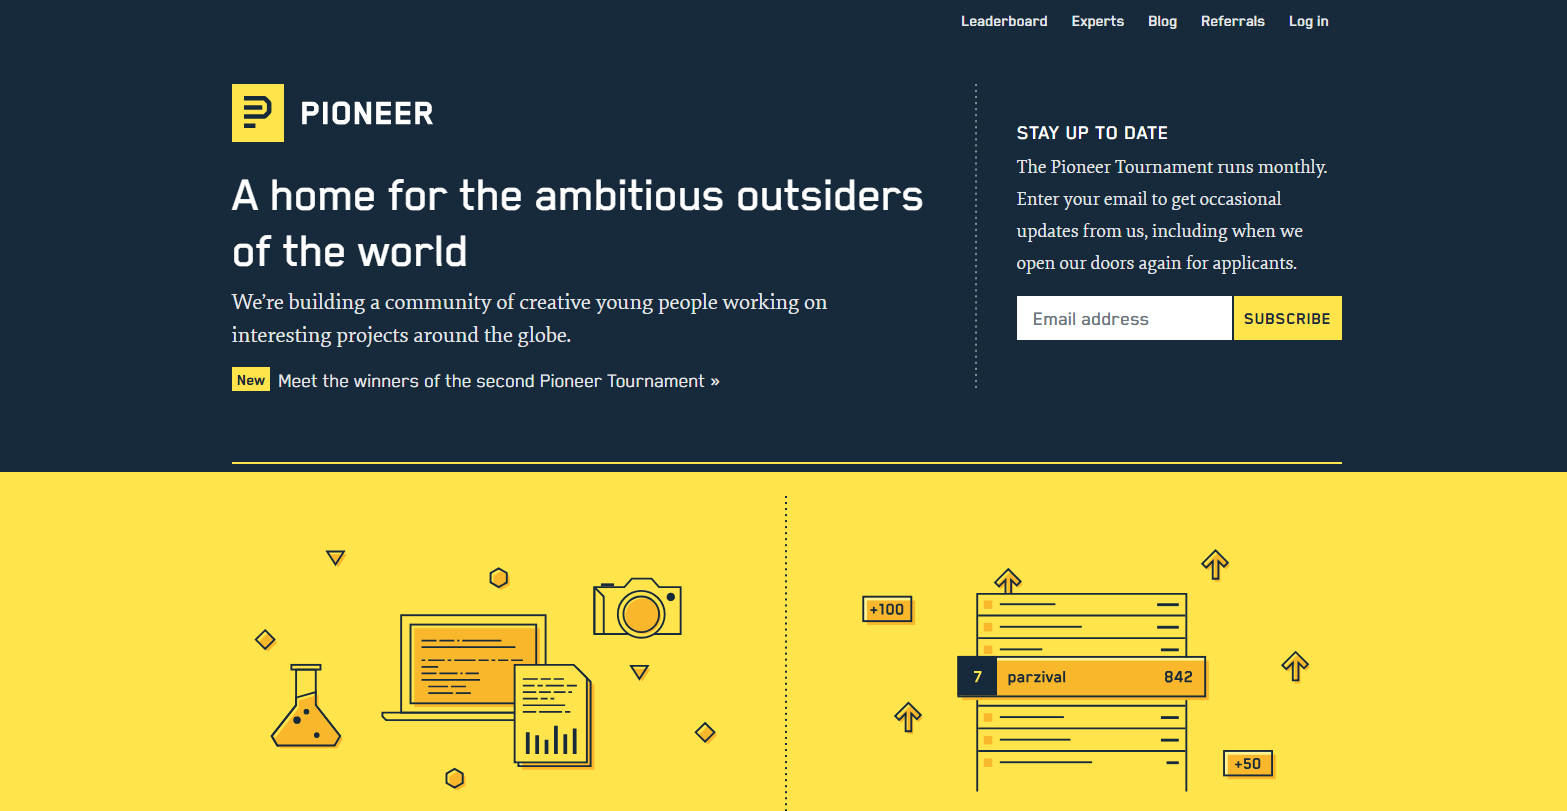 Leaderboard Experts Blog Referrals Log in
PIONEER
A home for the ambitious outsiders
of the world
We’re building a community of creative young people working on
interesting projects around the globe.
New Meet the winners of the second Pioneer Tournament »
STAY UP TO DATE
The Pioneer Tournament runs monthly.
Enter your email to get occasional
updates from us, including when we
open our doors again for applicants.
Email address SUBSCRIBE
+100
7 parzival 842
+50